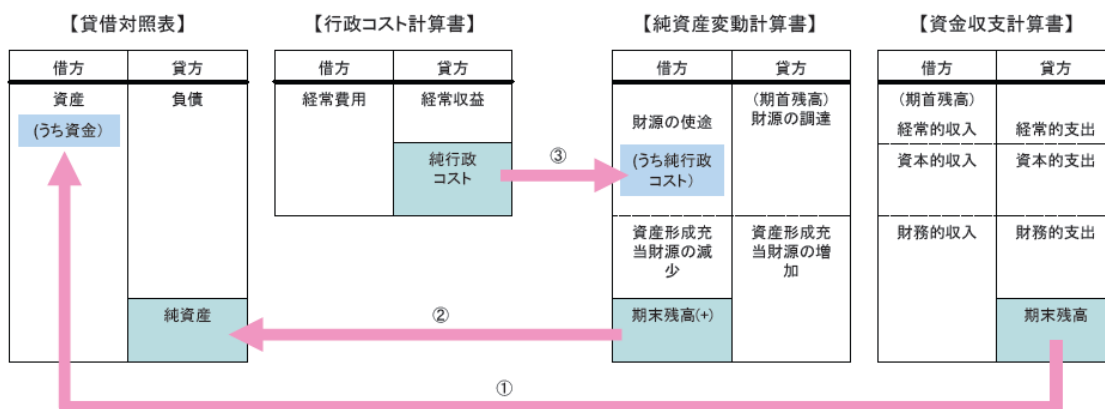 【貸借対照表】
借方
貸方
資産
(うち資金)
負債
純資産
【行政コスト計算書】
借方
貸方
経常費用
経常収益
純行政
コスト
③
【純資産変動計算書】
借方
貸方
財源の使途
(うち純行政
コスト)
資産形成充
当財源の減
少
期末残高(+)
(期首残高)
財源の調達
資産形成充
当財源の増
加
②
【資金収支計算書】
借方
貸方
(期首残高)
経常的収入
資本的収入
財務的収入
経常的支出
資本的支出
財務的支出
期末残高
①